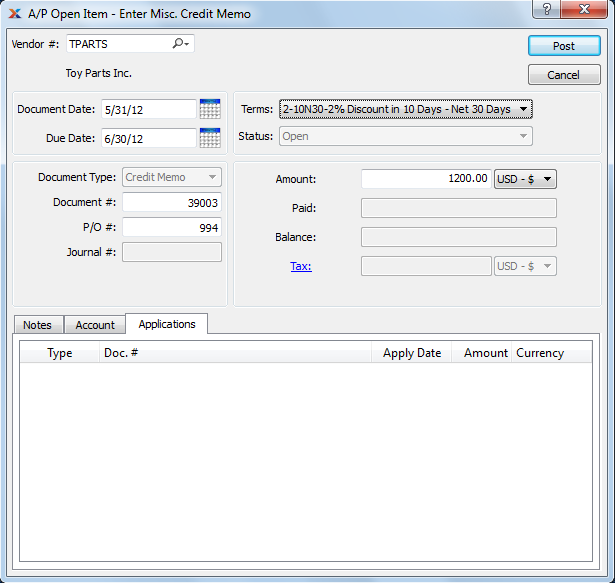 A/P Open Item - Enter Misc. Credit Memo
?
Vendor #: TPARTS
Post
Toy Parts Inc.
Cancel
Document Date: 5/31/12
Terms: 2-10N30-2% Discount in 10 Days - Net 30 Days
Due Date: 6/30/12
Status: Open
Document Type: Credit Memo
Amount: 1200.00 USD - $
Document #: 39003
Paid:
P/O #: 994
Balance:
Journal #:
Tax: USD - $
Notes Account Applications
Type Doc. # Apply Date Amount Currency